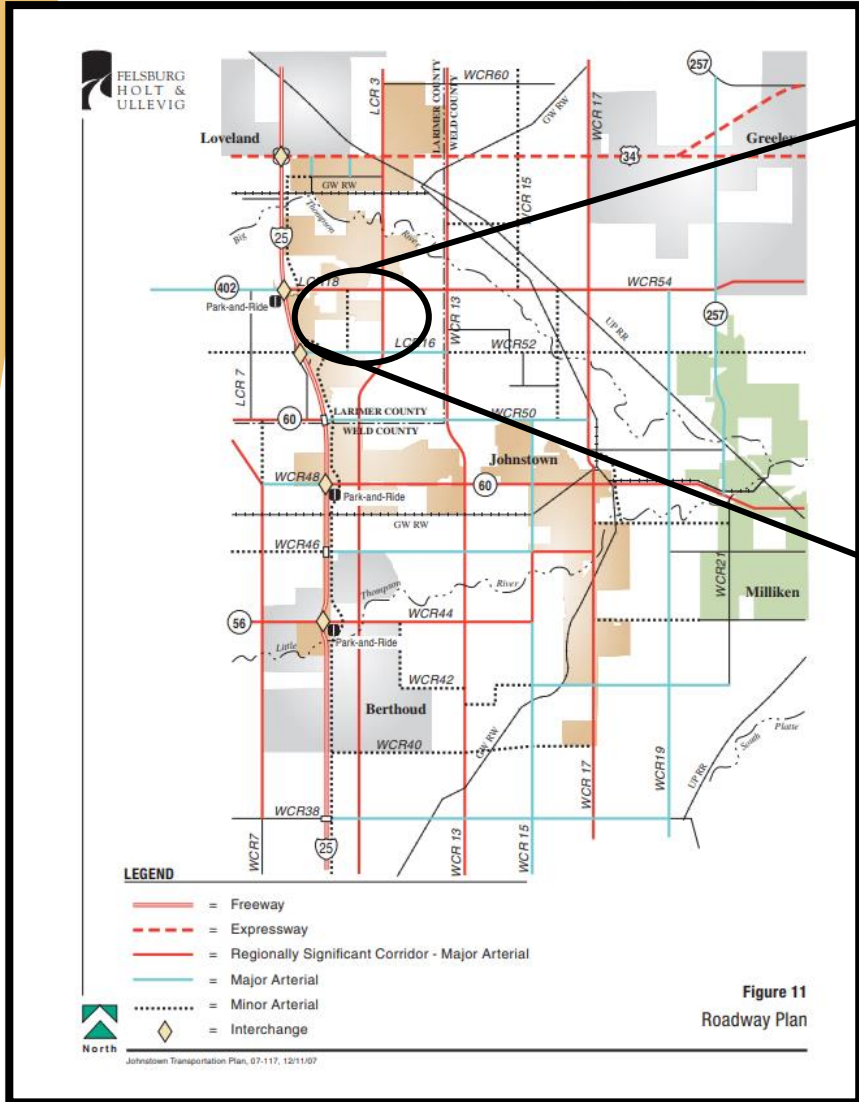 FELSBURG
HOLT &
ULLEVIG
257
WCR60
LCR 3
LARIMER COUNTY
WELD COUNTY
GW RW
WCR 17
Loveland
Greeley
34
GW RW
WCR 15
Big
Thompson
River
25
402
LCR18
WCR54
Park-and-Ride
WCR 13
257
UP RR
LCR16
WCR52
LCR 7
60
LARIMER COUNTY
WELD COUNTY
WCR50
Johnstown
WCR48
60
Park-and-Ride
GW RW
WCR46
WCR21
Thompson
River
Milliken
56
WCR44
Park-and-Ride
Little
WCR42
Berthoud
South
Platte
WCR40
GW RW
UP RR
WCR19
WCR 17
WCR38
25
WCR7
WCR 13
WCR 15
LEGEND
= Freeway
= Expressway
= Regionally Significant Corridor - Major Arterial
= Major Arterial
= Minor Arterial
= Interchange
Figure 11
Roadway Plan
North
Johnstown Transportation Plan, 07-117, 12/11/07